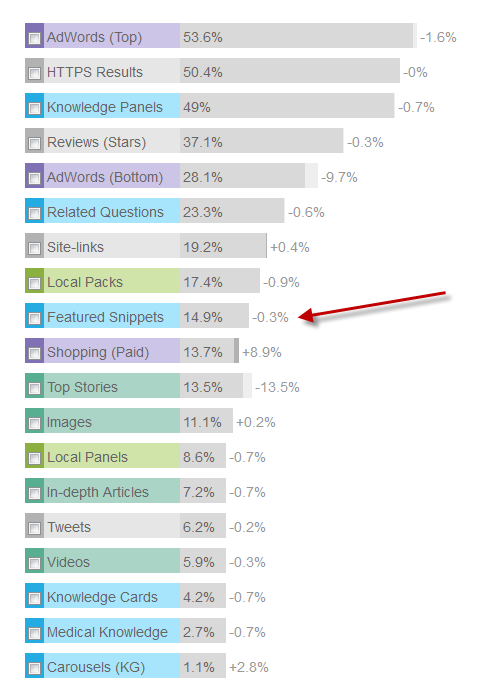 AdWords (Top) 53.6% -1.6%
HTTPS Results 50.4% -0%
Knowledge Panels 49% -0.7%
Reviews (Stars) 37.1% -0.3%
AdWords (Bottom) 28.1% -9.7%
Related Questions 23.3% -0.6%
Site-links 19.2% +0.4%
Local Packs 17.4% -0.9%
Featured Snippets 14.9% -0.3%
Shopping (Paid) 13.7% +8.9%
Top Stories 13.5% -13.5%
Images 11.1% +0.2%
Local Panels 8.6% -0.7%
In-depth Articles 7.2% -0.7%
Tweets 6.2% -0.2%
Videos 5.9% -0.3%
Knowledge Cards 4.2% -0.7%
Medical Knowledge 2.7% -0.7%
Carousels (KG) 1.1% +2.8%